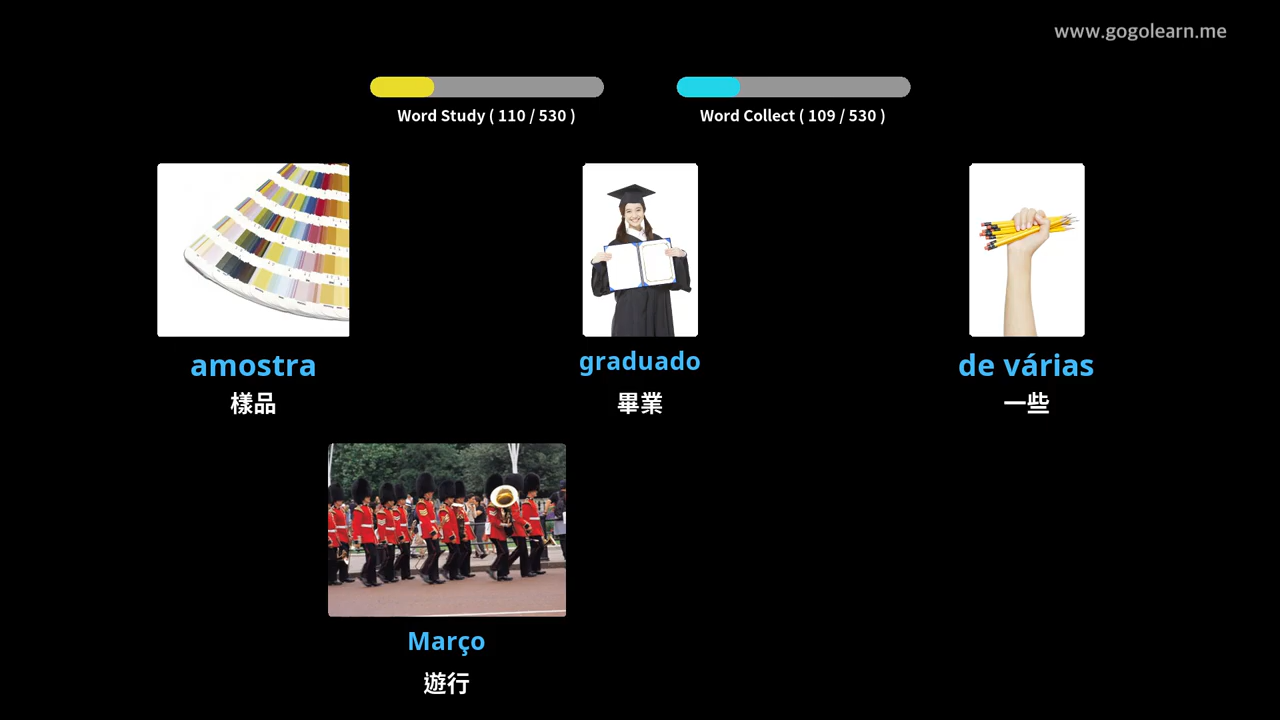 www.gogolearn.me
Word Study ( 110 / 530 )
Word Collect ( 109 / 530 )
amostra
樣品
graduado
畢業
de várias
一些
Março
遊行